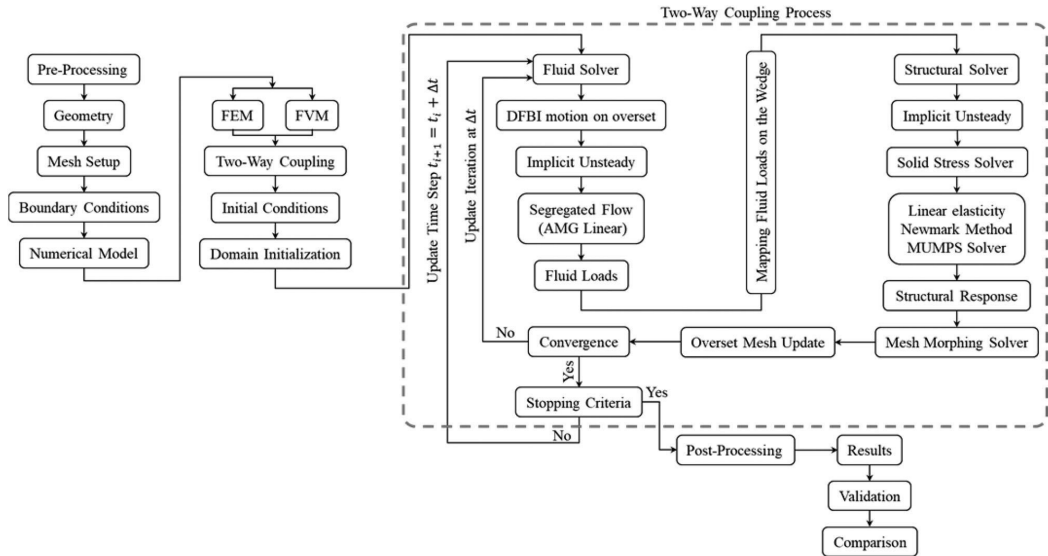 Two-Way Coupling Process
Pre-Processing
Geometry
Mesh Setup
Boundary Conditions
Numerical Model
FEM
FVM
Two-Way Coupling
Initial Conditions
Domain Initialization
Update Time Step t_{i+1} = t_i + Δt
Update Iteration at Δt
Fluid Solver
DFBI motion on overset
Implicit Unsteady
Segregated Flow
(AMG Linear)
Fluid Loads
Mapping Fluid Loads on the Wedge
Structural Solver
Implicit Unsteady
Solid Stress Solver
Linear elasticity
Newmark Method
MUMPS Solver
Structural Response
Mesh Morphing Solver
Overset Mesh Update
Convergence
No
Yes
Stopping Criteria
Yes
No
Post-Processing
Results
Validation
Comparison